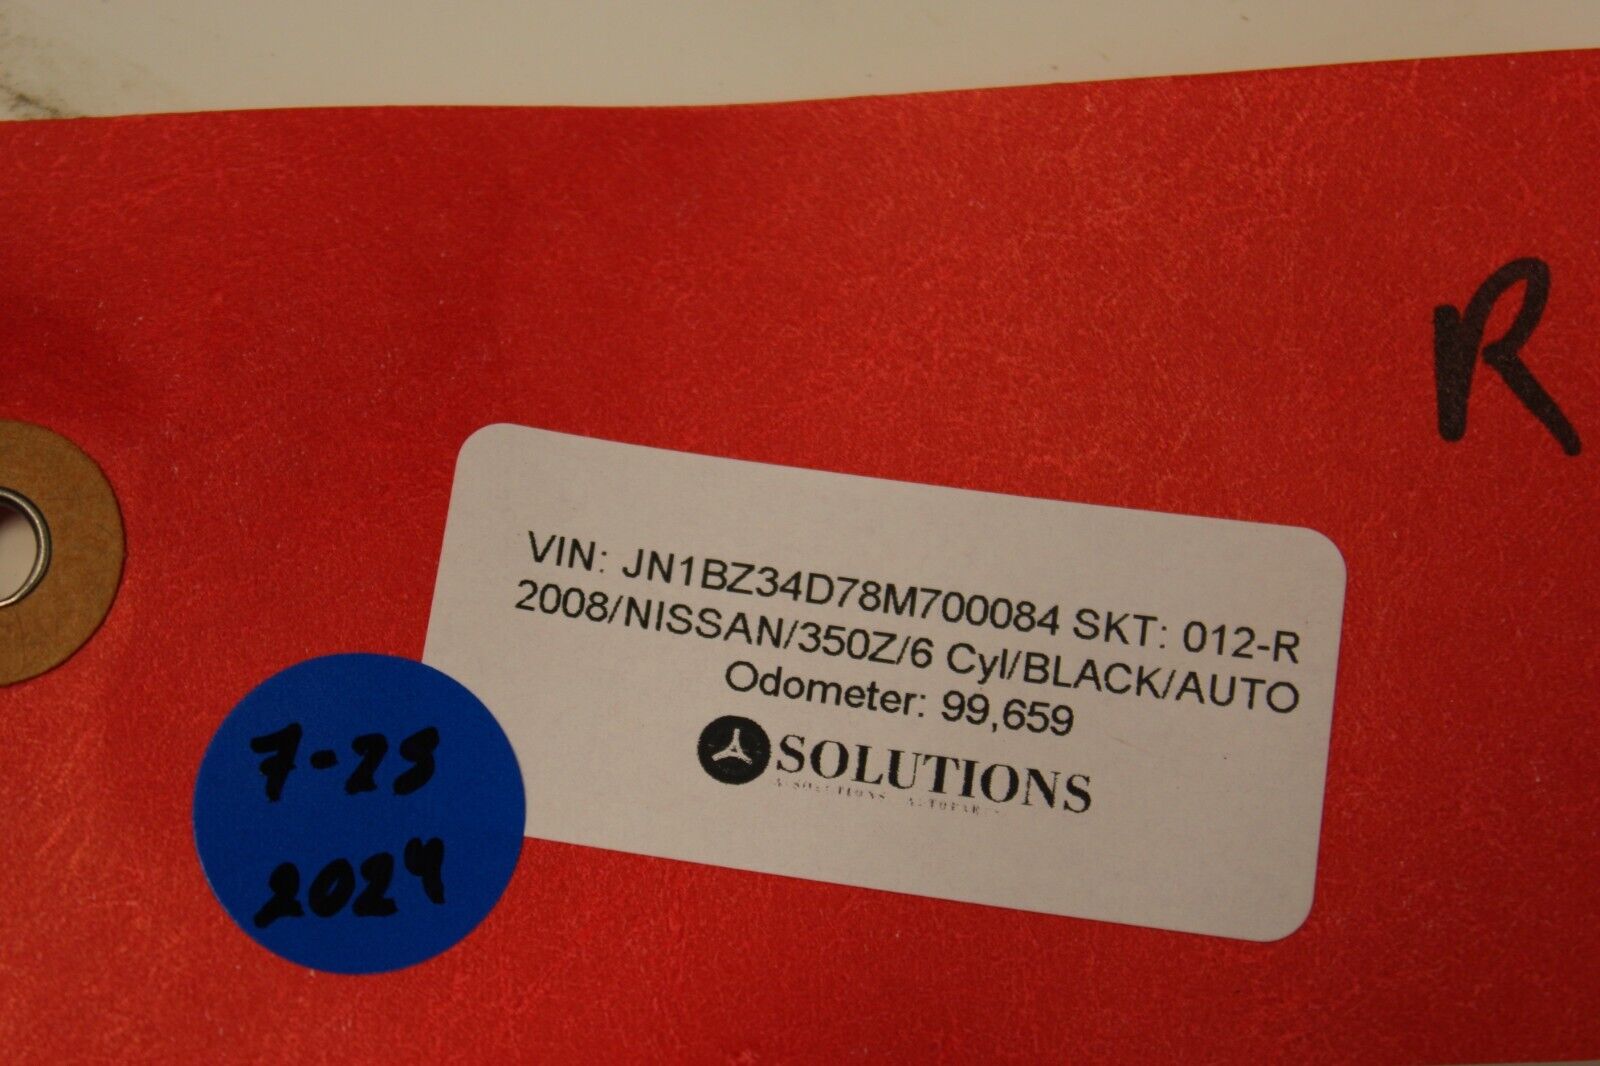 R
VIN: JN1BZ34D78M700084 SKT: 012-R
2008/NISSAN/350Z/6 Cyl/BLACK/AUTO
Odometer: 99,659
SOLUTIONS
7-23
2024